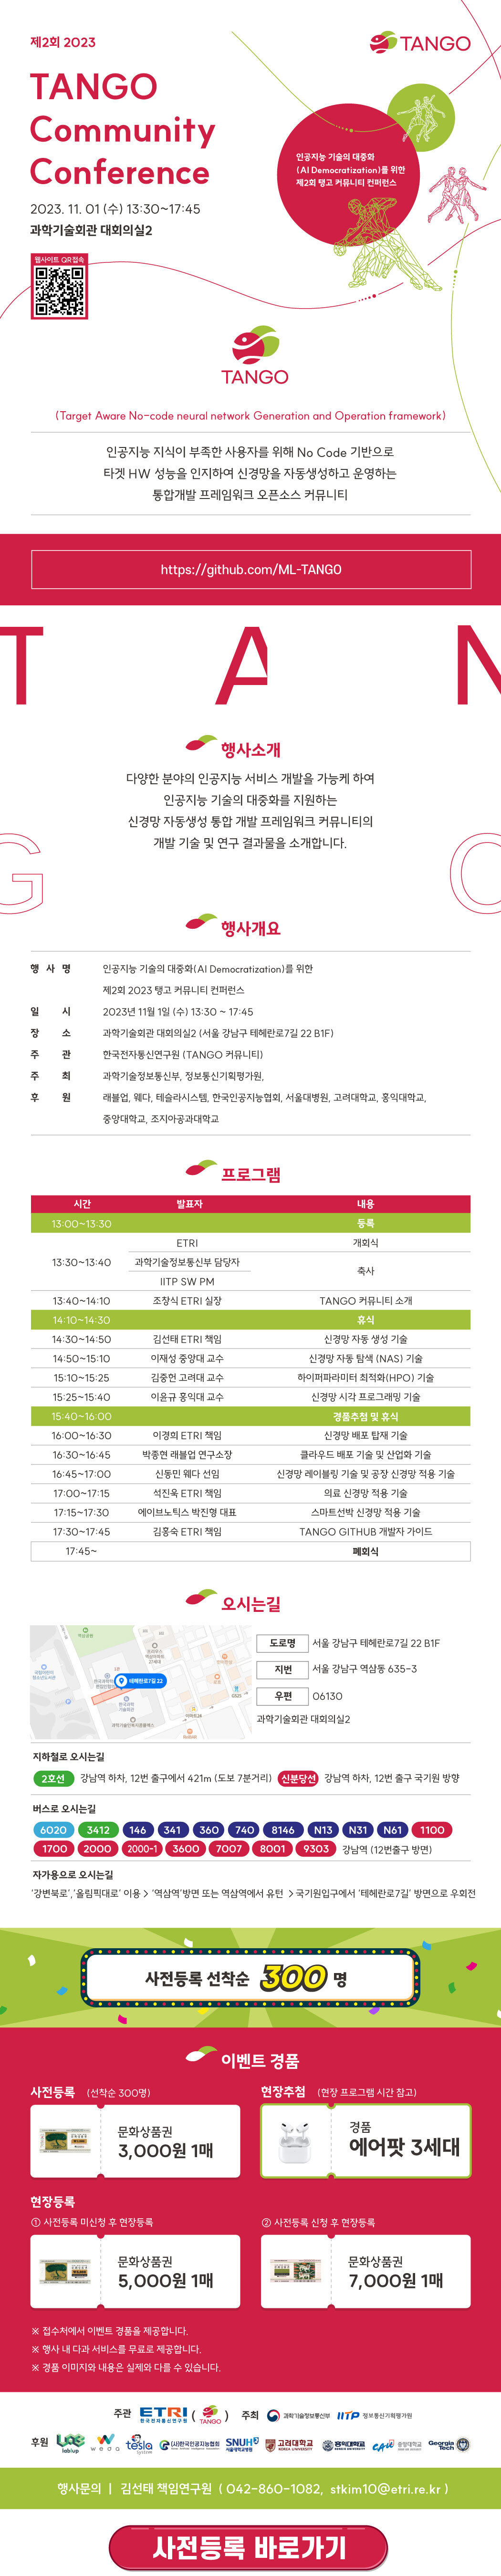 제2회 2023
TANGO
TANGO
Community
Conference
2023. 11. 01 (수) 13:30~17:45
과학기술회관 대회의실2
인공지능 기술의 대중화
(AI Democratization)를 위한
제2회 탱고 커뮤니티 컨퍼런스
웹사이트 QR접속
TANGO
(Target Aware No-code neural network Generation and Operation framework)
인공지능 지식이 부족한 사용자를 위해 No Code 기반으로
타겟 HW 성능을 인지하여 신경망을 자동생성하고 운영하는
통합개발 프레임워크 오픈소스 커뮤니티
https://github.com/ML-TANGO
T A N
행사소개
다양한 분야의 인공지능 서비스 개발을 가능케 하여
인공지능 기술의 대중화를 지원하는
신경망 자동생성 통합 개발 프레임워크 커뮤니티의
개발 기술 및 연구 결과물을 소개합니다.
G O
행사개요
행 사 명 인공지능 기술의 대중화(AI Democratization)를 위한
제2회 2023 탱고 커뮤니티 컨퍼런스
일 시 2023년 11월 1일 (수) 13:30 ~ 17:45
장 소 과학기술회관 대회의실2 (서울 강남구 테헤란로7길 22 B1F)
주 관 한국전자통신연구원 (TANGO 커뮤니티)
주 최 과학기술정보통신부, 정보통신기획평가원,
후 원 래블업, 웨다, 테슬라시스템, 한국인공지능협회, 서울대병원, 고려대학교, 홍익대학교,
중앙대학교, 조지아공과대학교
프로그램
시간 발표자 내용
13:00~13:30 등록
ETRI 개회식
13:30~13:40 과학기술정보통신부 담당자 축사
IITP SW PM
13:40~14:10 조창식 ETRI 실장 TANGO 커뮤니티 소개
14:10~14:30 휴식
14:30~14:50 김선태 ETRI 책임 신경망 자동 생성 기술
14:50~15:10 이재성 중앙대 교수 신경망 자동 탐색 (NAS) 기술
15:10~15:25 김중헌 고려대 교수 하이퍼파라미터 최적화(HPO) 기술
15:25~15:40 이윤규 홍익대 교수 신경망 시각 프로그래밍 기술
15:40~16:00 경품추첨 및 휴식
16:00~16:30 이경희 ETRI 책임 신경망 배포 탑재 기술
16:30~16:45 박종현 래블업 연구소장 클라우드 배포 기술 및 산업화 기술
16:45~17:00 신동민 웨다 선임 신경망 레이블링 기술 및 공장 신경망 적용 기술
17:00~17:15 석진욱 ETRI 책임 의료 신경망 적용 기술
17:15~17:30 에이브노틱스 박진형 대표 스마트선박 신경망 적용 기술
17:30~17:45 김홍숙 ETRI 책임 TANGO GITHUB 개발자 가이드
17:45~ 폐회식
오시는길
테헤란로7길 22
도로명 서울 강남구 테헤란로7길 22 B1F
지번 서울 강남구 역삼동 635-3
우편 06130
과학기술회관 대회의실2
지하철로 오시는길
2호선 강남역 하차, 12번 출구에서 421m (도보 7분거리) 신분당선 강남역 하차, 12번 출구 국기원 방향
버스로 오시는길
6020 3412 146 341 360 740 8146 N13 N31 N61 1100
1700 2000 2000-1 3600 7007 8001 9303 강남역 (12번출구 방면)
자가용으로 오시는길
'강변북로','올림픽대로' 이용 > '역삼역'방면 또는 역삼역에서 유턴 > 국기원입구에서 '테헤란로7길' 방면으로 우회전
사전등록 선착순 300 명
이벤트 경품
사전등록 (선착순 300명)
문화상품권
3,000원 1매
현장추첨 (현장 프로그램 시간 참고)
경품
에어팟 3세대
현장등록
① 사전등록 미신청 후 현장등록
문화상품권
5,000원 1매
② 사전등록 신청 후 현장등록
문화상품권
7,000원 1매
※ 접수처에서 이벤트 경품을 제공합니다.
※ 행사 내 다과 서비스를 무료로 제공합니다.
※ 경품 이미지와 내용은 실제와 다를 수 있습니다.
주관 ETRI 한국전자통신연구원 ( TANGO ) 주최 과학기술정보통신부 IITP 정보통신기획평가원
후원 lablup weda tesla system (사)한국인공지능협회 SNUH 서울대학교병원 고려대학교 KOREA UNIVERSITY 홍익대학교 CAU 중앙대학교 Georgia Tech
행사문의 | 김선태 책임연구원 ( 042-860-1082, stkim10@etri.re.kr )
사전등록 바로가기